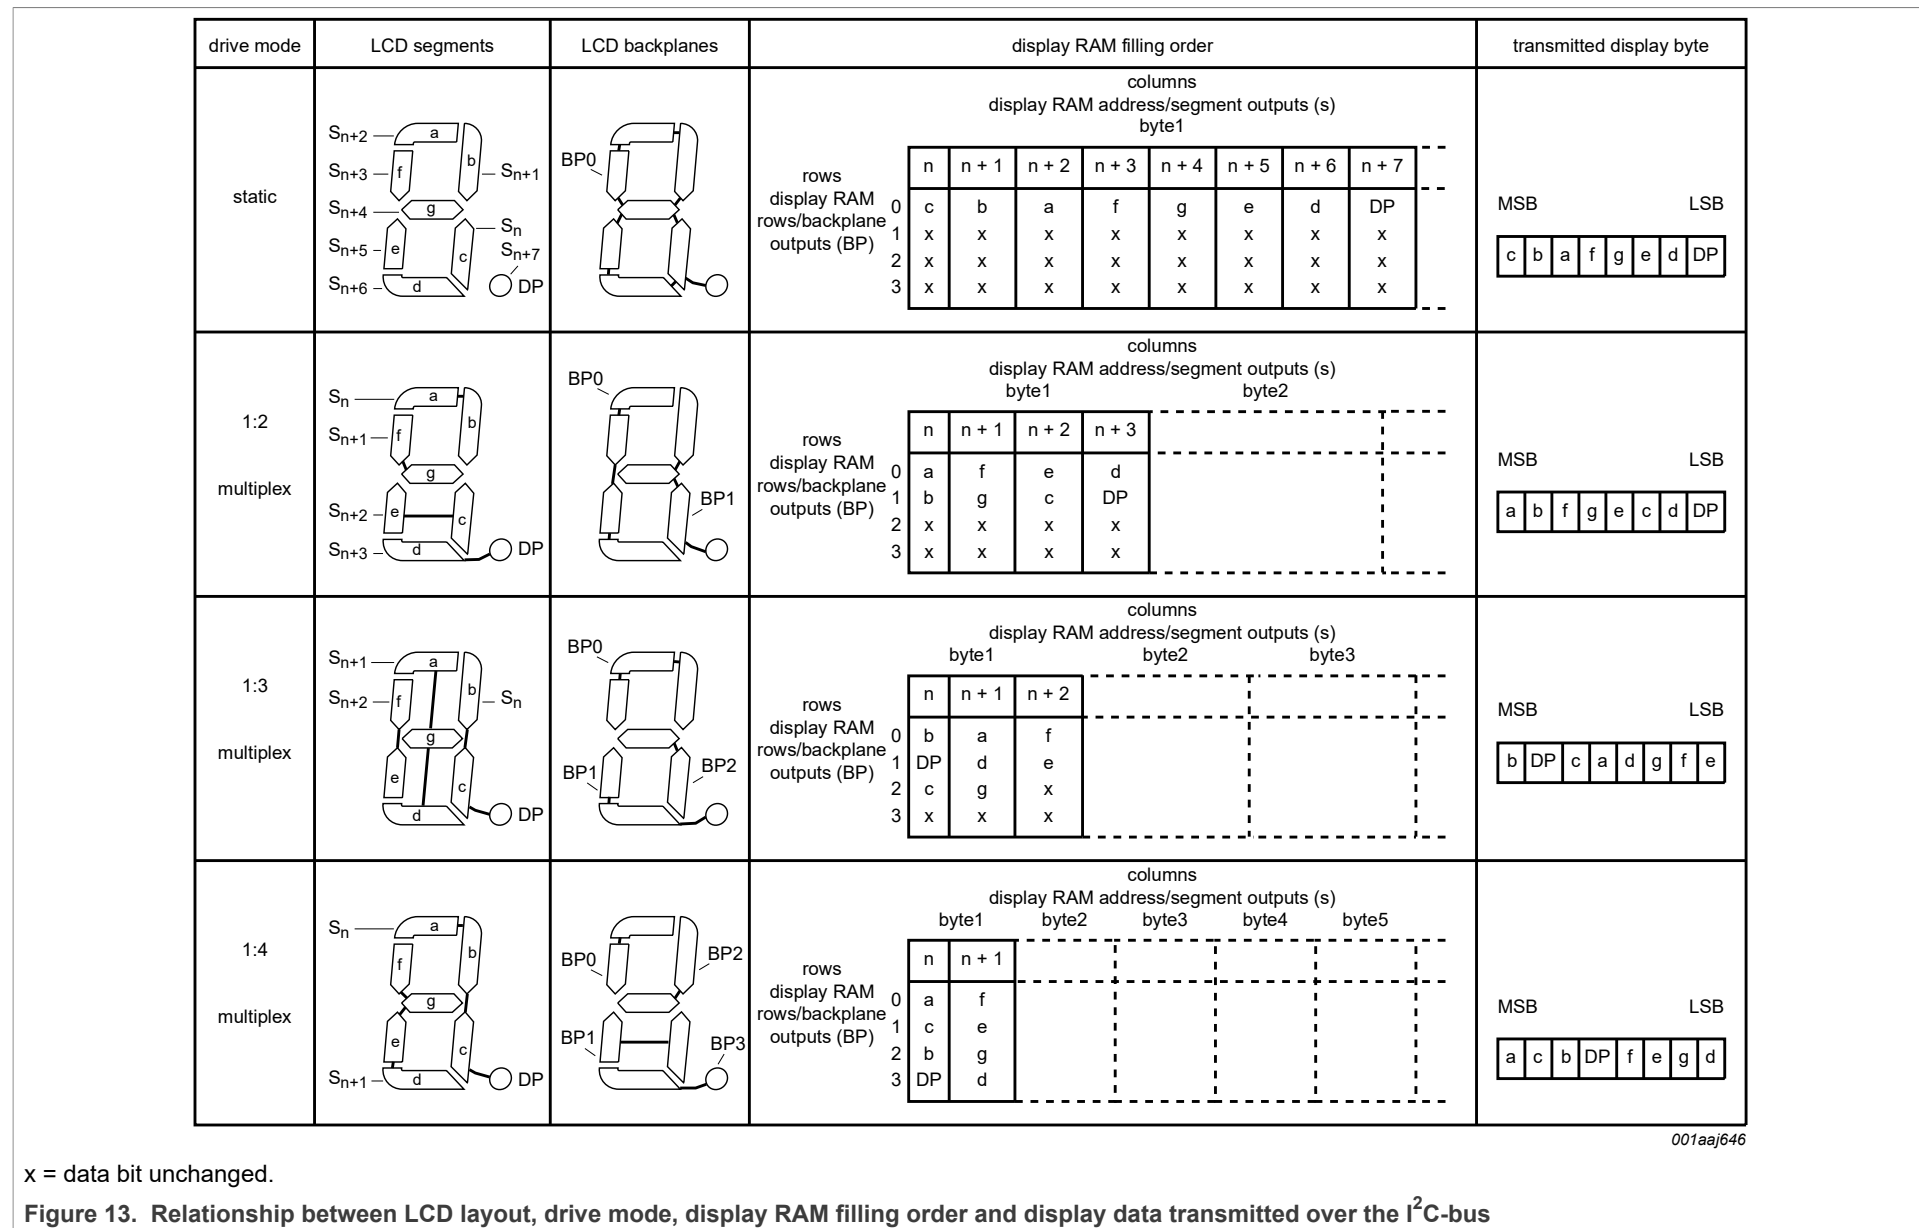 drive mode LCD segments LCD backplanes display RAM filling order transmitted display byte
static
Sn+2 a
Sn+3 f b Sn+1
Sn+4 g
Sn
Sn+5 e c Sn+7
Sn+6 d DP
BP0
columns
display RAM address/segment outputs (s)
byte1
rows
display RAM
rows/backplane
outputs (BP)
n n + 1 n + 2 n + 3 n + 4 n + 5 n + 6 n + 7
0 c b a f g e d DP
1 x x x x x x x x
2 x x x x x x x x
3 x x x x x x x x
MSB LSB
c b a f g e d DP
1:2
multiplex
Sn a
Sn+1 f b
g
Sn+2 e c
Sn+3 d DP
BP0
BP1
columns
display RAM address/segment outputs (s)
byte1 byte2
rows
display RAM
rows/backplane
outputs (BP)
n n + 1 n + 2 n + 3
0 a f e d
1 b g c DP
2 x x x x
3 x x x x
MSB LSB
a b f g e c d DP
1:3
multiplex
Sn+1 a
Sn+2 f b Sn
g
e c
d DP
BP0
BP1 BP2
columns
display RAM address/segment outputs (s)
byte1 byte2 byte3
rows
display RAM
rows/backplane
outputs (BP)
n n + 1 n + 2
0 b a f
1 DP d e
2 c g x
3 x x x
MSB LSB
b DP c a d g f e
1:4
multiplex
Sn a
f b
g
e c
Sn+1 d DP
BP0 BP2
BP1 BP3
columns
display RAM address/segment outputs (s)
byte1 byte2 byte3 byte4 byte5
rows
display RAM
rows/backplane
outputs (BP)
n n + 1
0 a f
1 c e
2 b g
3 DP d
MSB LSB
a c b DP f e g d
001aaj646
x = data bit unchanged.
Figure 13. Relationship between LCD layout, drive mode, display RAM filling order and display data transmitted over the I²C-bus